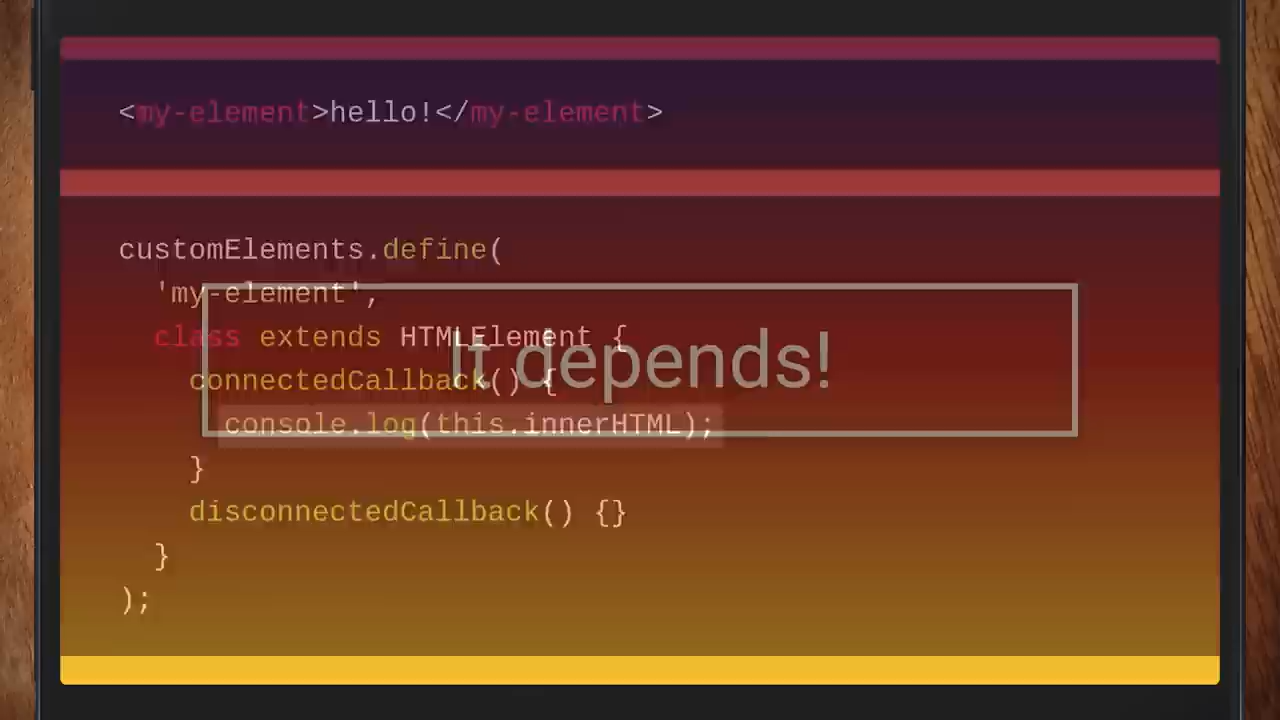 <my-element>hello!</my-element>
customElements.define(
'my-element',
class extends HTMLElement {
It depends!
connectedCallback() {
console.log(this.innerHTML);
}
disconnectedCallback() {}
}
);